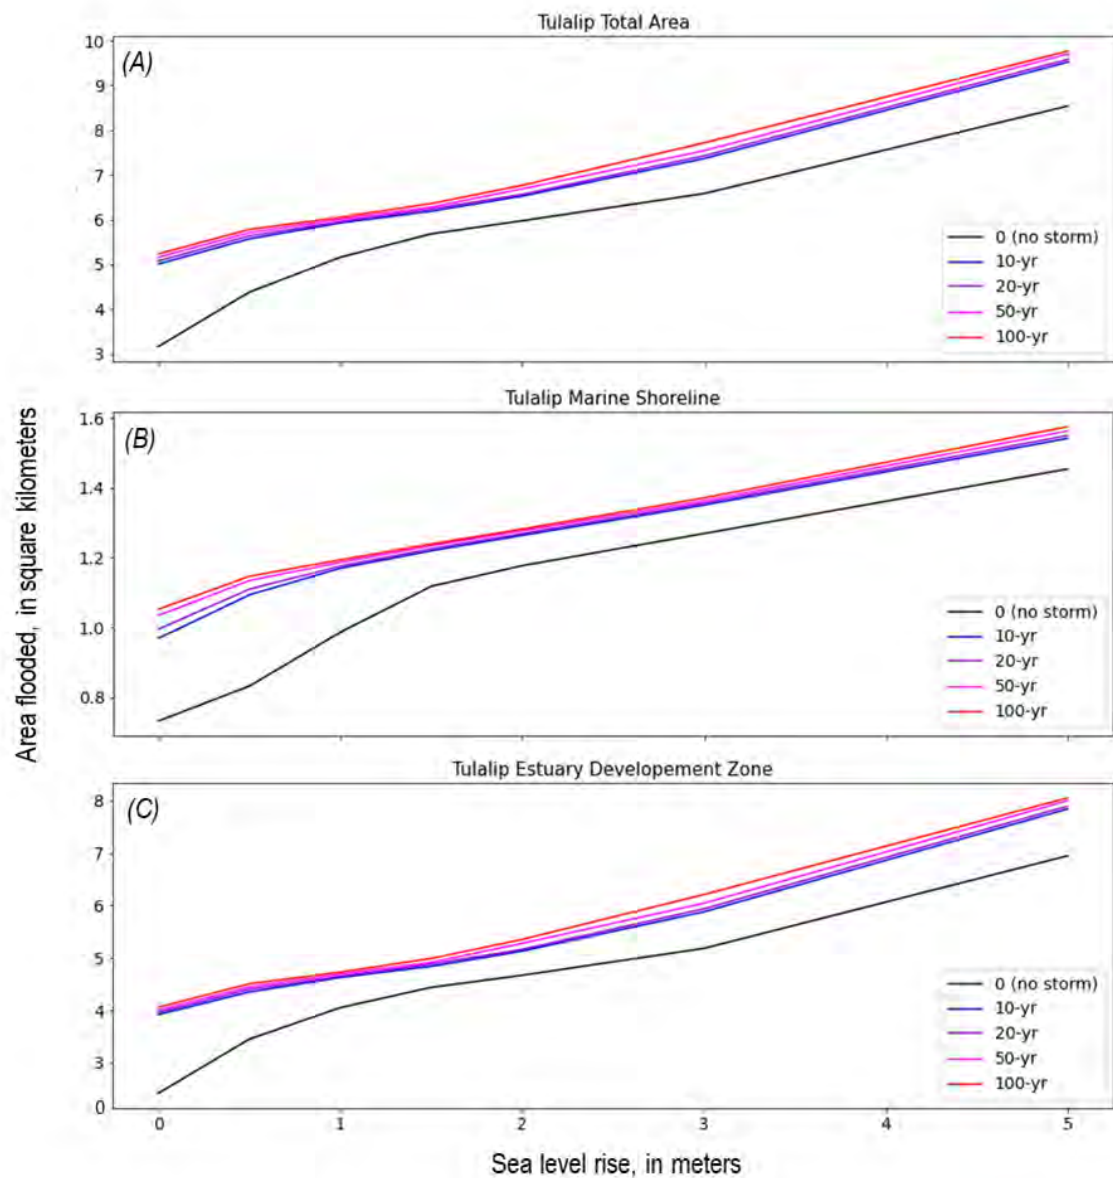 Tulalip Total Area
(A)
10
9
8
7
6
5
4
3
0 (no storm)
10-yr
20-yr
50-yr
100-yr
Tulalip Marine Shoreline
(B)
1.6
1.4
1.2
1.0
0.8
0 (no storm)
10-yr
20-yr
50-yr
100-yr
Area flooded, in square kilometers
Tulalip Estuary Developement Zone
(C)
8
7
6
5
4
3
0
0 (no storm)
10-yr
20-yr
50-yr
100-yr
0 1 2 3 4 5
Sea level rise, in meters